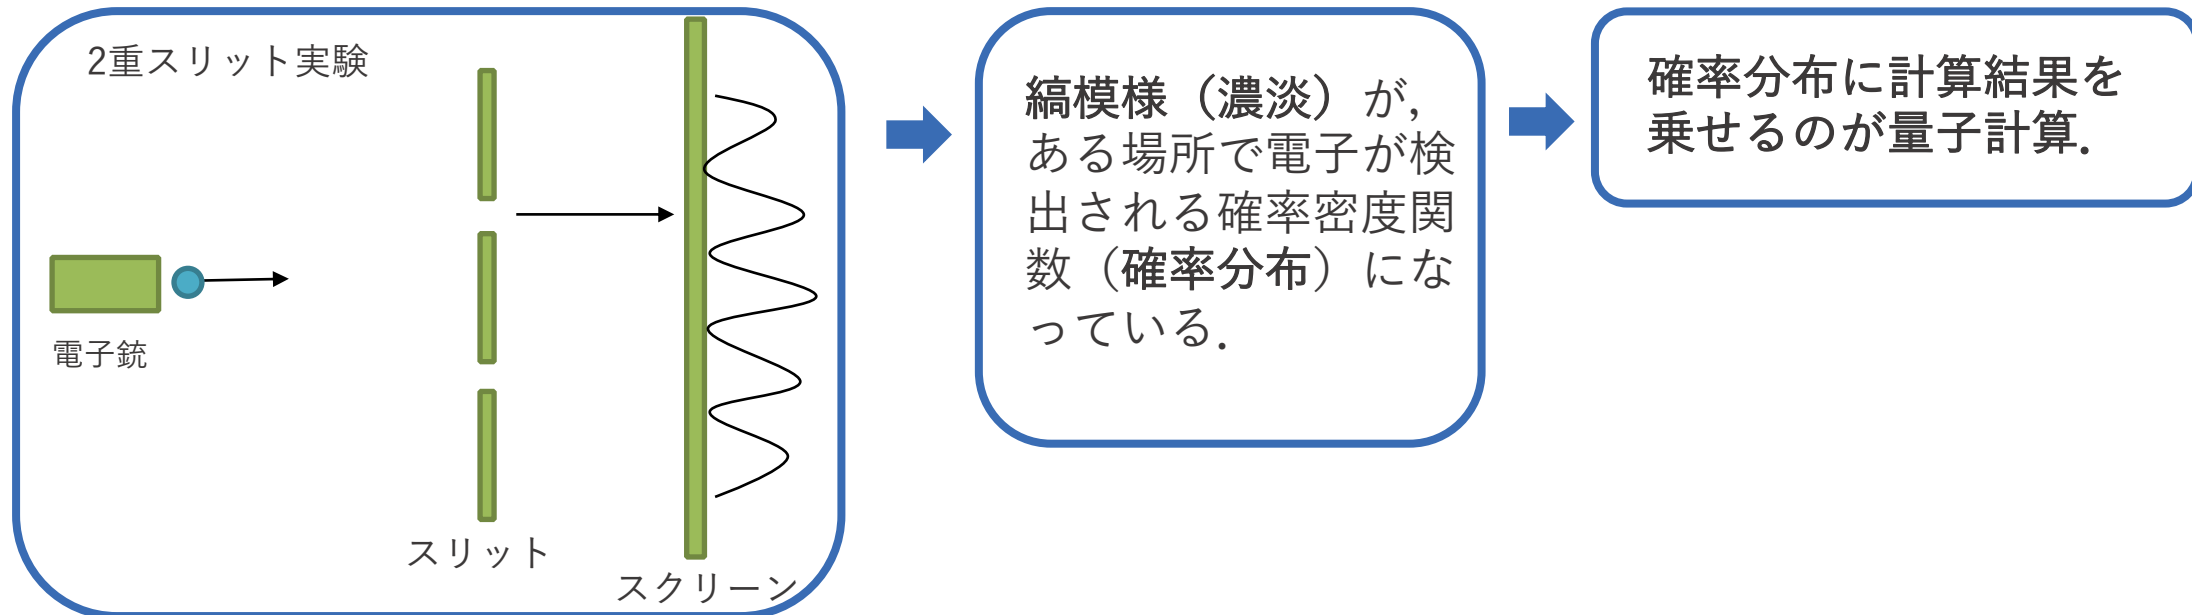 2重スリット実験
電子銃
スリット
スクリーン
縞模様（濃淡）が，
ある場所で電子が検
出される確率密度関
数（確率分布）にな
っている．
確率分布に計算結果を
乗せるのが量子計算．